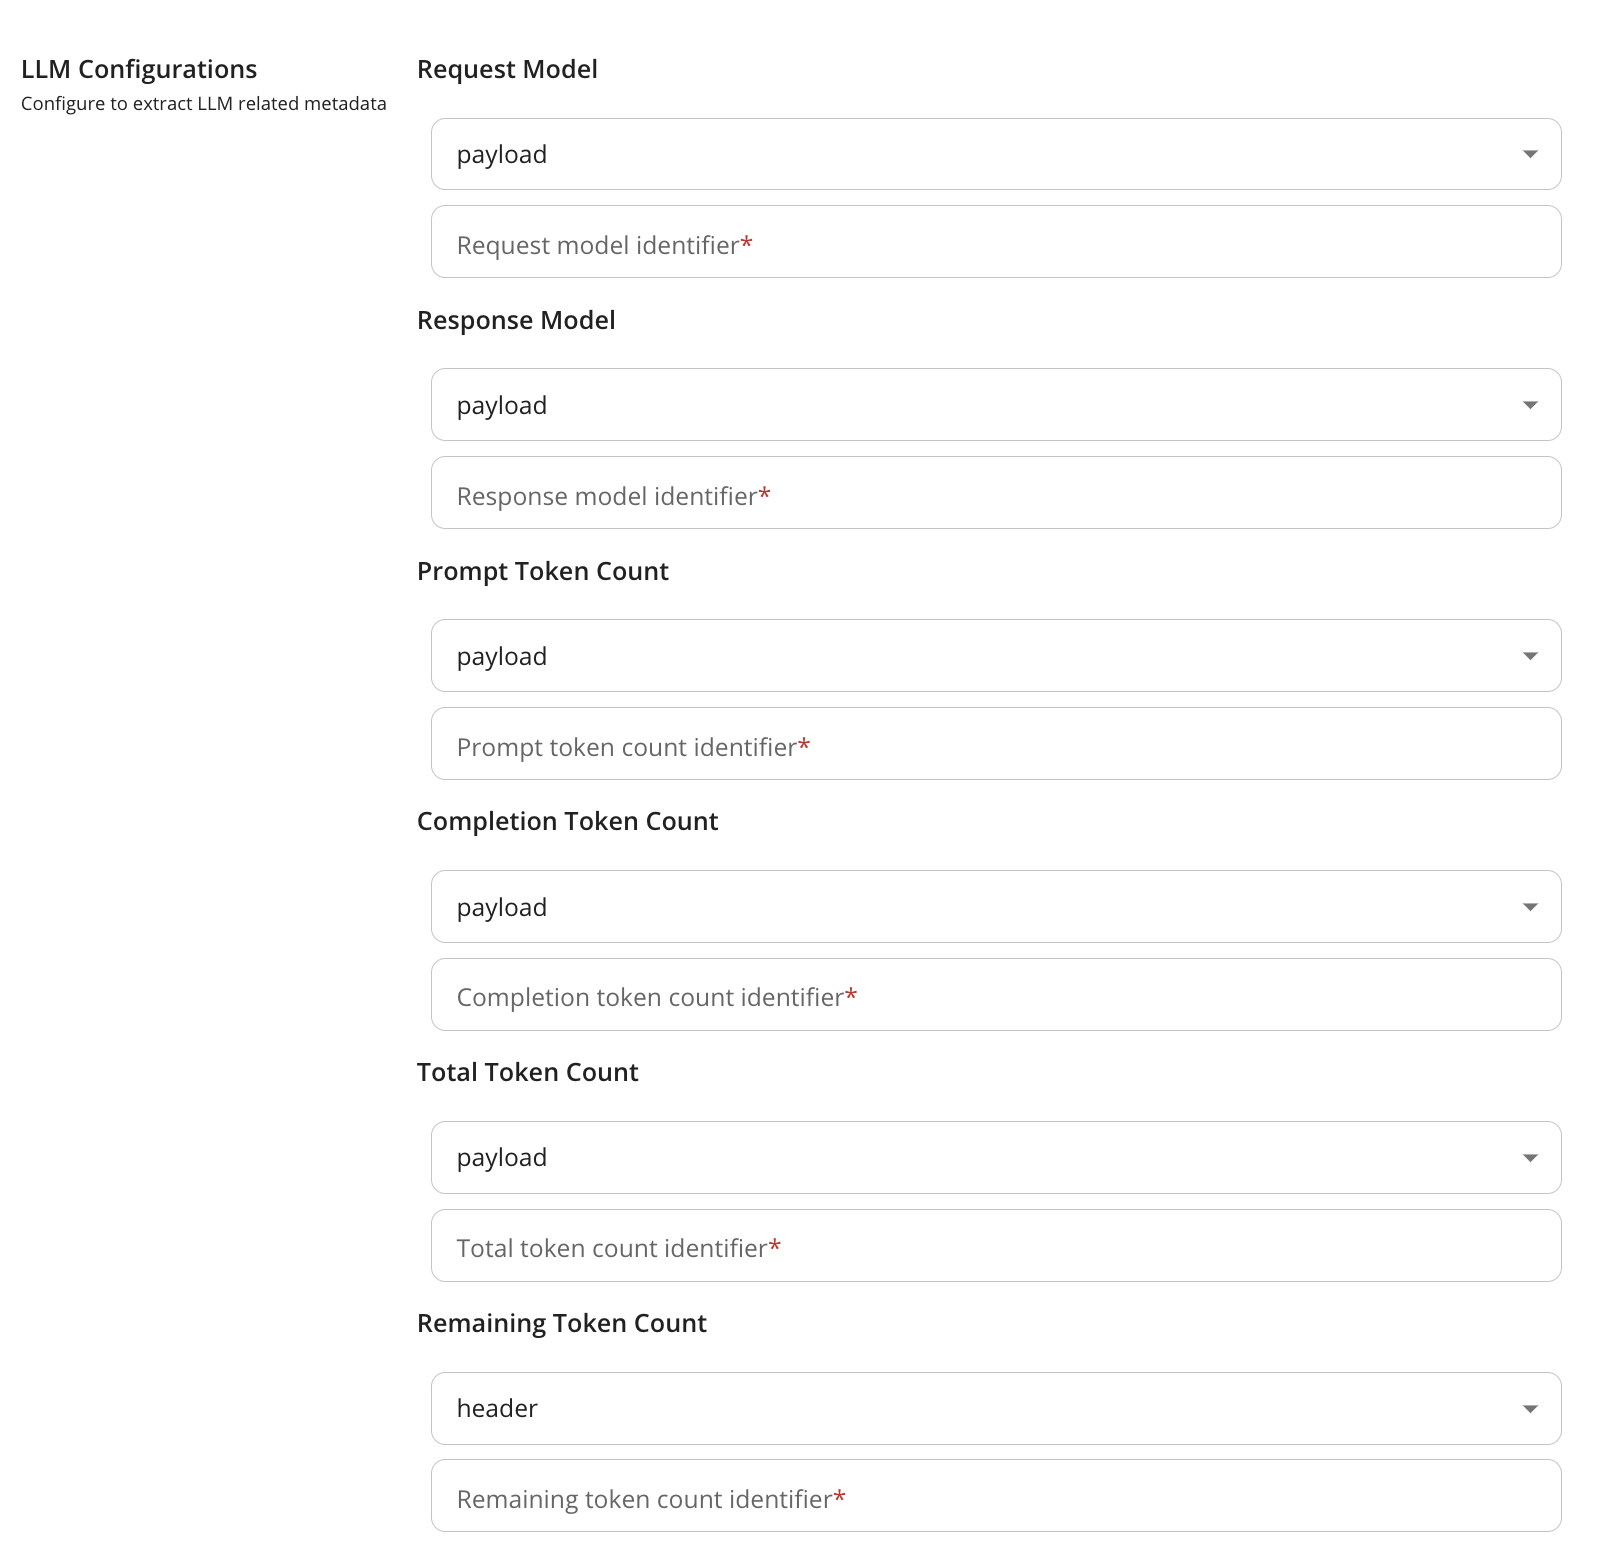 LLM Configurations
Configure to extract LLM related metadata
Request Model
payload
Request model identifier*
Response Model
payload
Response model identifier*
Prompt Token Count
payload
Prompt token count identifier*
Completion Token Count
payload
Completion token count identifier*
Total Token Count
payload
Total token count identifier*
Remaining Token Count
header
Remaining token count identifier*